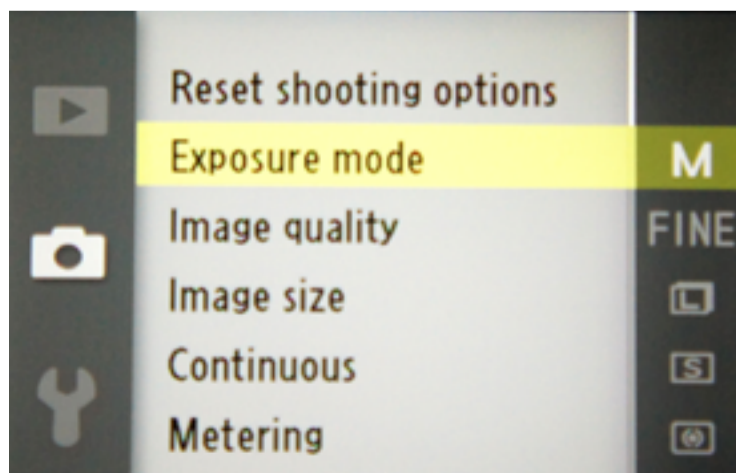 Reset shooting options
Exposure mode M
Image quality FINE
Image size L
Continuous S
Metering